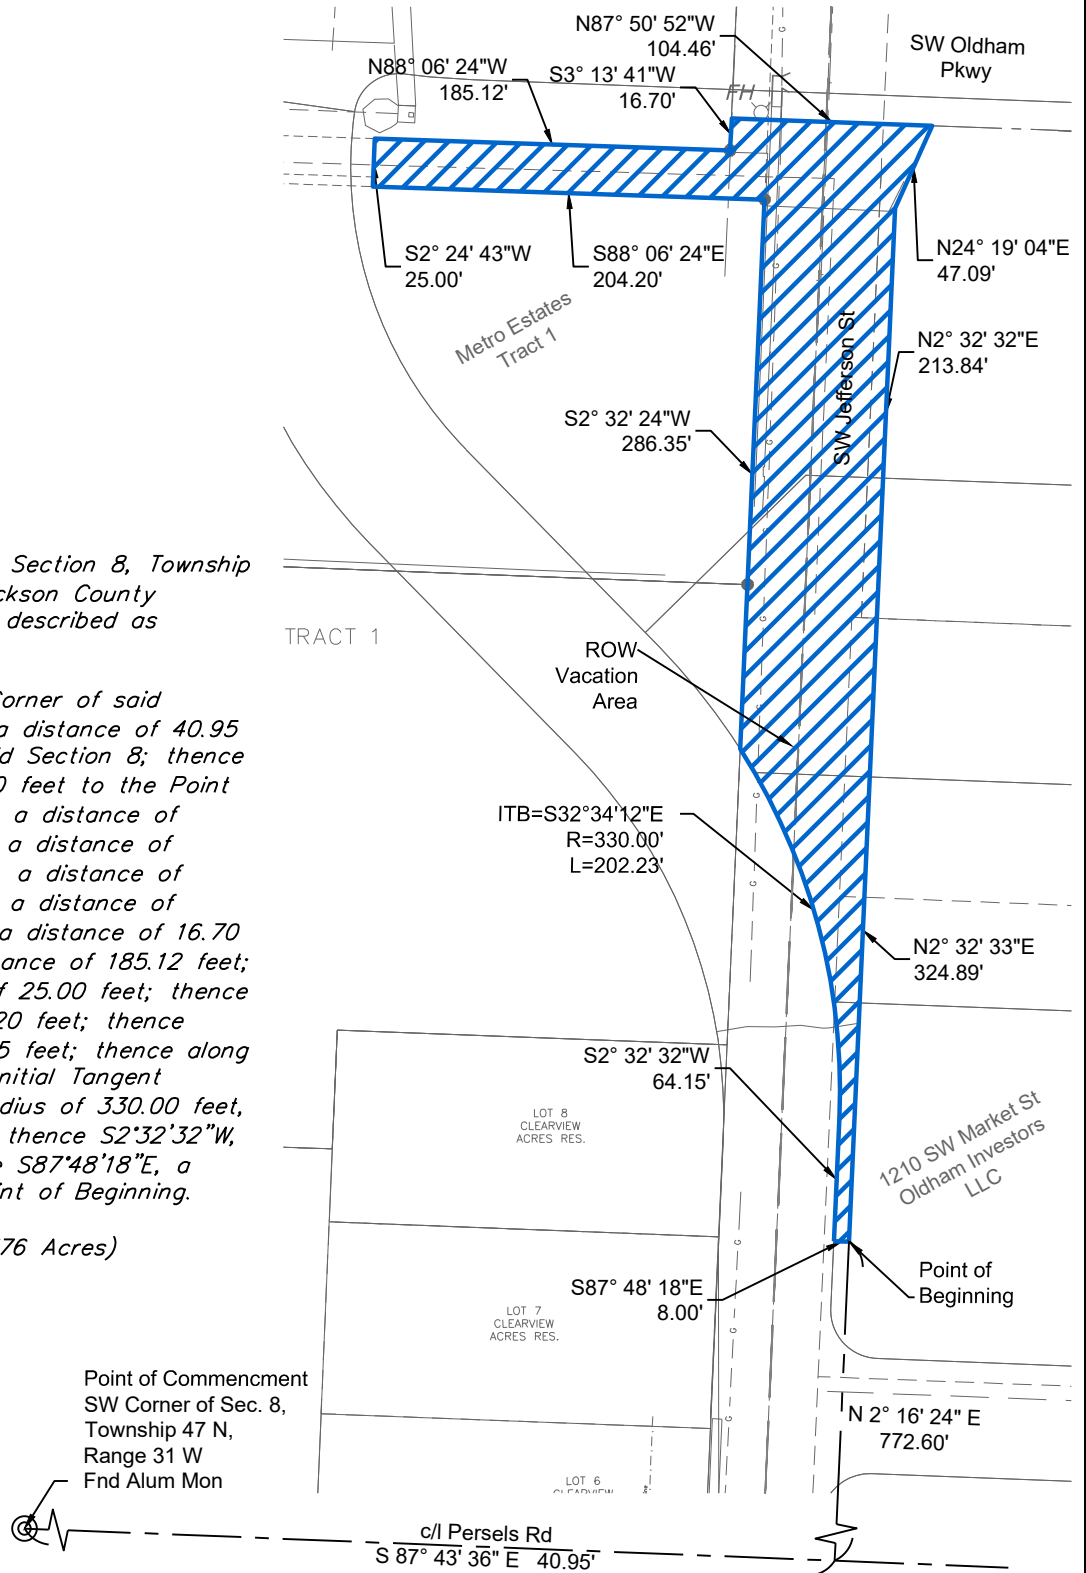 N87° 50' 52"W
104.46'
SW Oldham
Pkwy
N88° 06' 24"W
185.12'
S3° 13' 41"W
16.70'
FH
G
S2° 24' 43"W
25.00'
S88° 06' 24"E
204.20'
N24° 19' 04"E
47.09'
Metro Estates
Tract 1
SW Jefferson St
N2° 32' 32"E
213.84'
S2° 32' 24"W
286.35'
Section 8, Township
ckson County
described as
TRACT 1
ROW
Vacation
Area
Corner of said
a distance of 40.95
d Section 8; thence
0 feet to the Point
a distance of
a distance of
a distance of
a distance of
a distance of 16.70
ance of 185.12 feet;
f 25.00 feet; thence
20 feet; thence
5 feet; thence along
nitial Tangent
dius of 330.00 feet,
thence S2°32'32"W,
e S87°48'18"E, a
int of Beginning.
76 Acres)
ITB=S32°34'12"E
R=330.00'
L=202.23'
N2° 32' 33"E
324.89'
S2° 32' 32"W
64.15'
LOT 8
CLEARVIEW
ACRES RES.
1210 SW Market St
Oldham Investors
LLC
S87° 48' 18"E
8.00'
Point of
Beginning
LOT 7
CLEARVIEW
ACRES RES.
Point of Commencment
SW Corner of Sec. 8,
Township 47 N,
Range 31 W
Fnd Alum Mon
N 2° 16' 24" E
772.60'
LOT 6
CLEARVIEW
c/l Persels Rd
S 87° 43' 36" E 40.95'